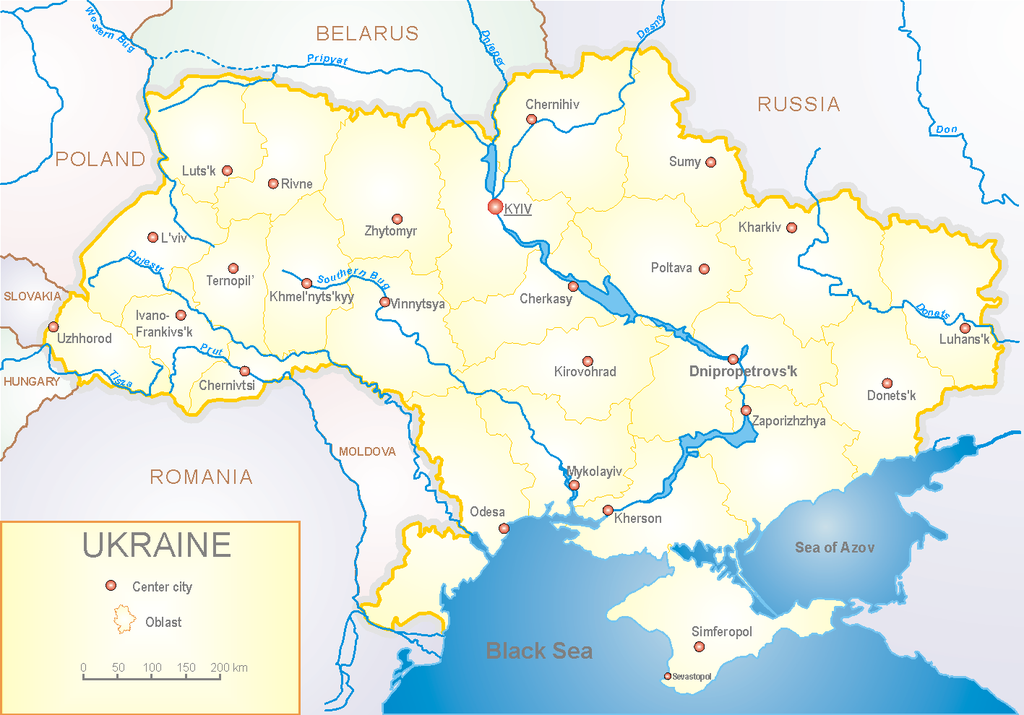 BELARUS
Western Bug
Dnieper
Desna
Pripyat
RUSSIA
Chernihiv
Don
POLAND
Sumy
Luts'k
Rivne
KYIV
Zhytomyr
Kharkiv
L'viv
Dniestr
Ternopil'
Southern Bug
Khmel'nyts'kyy
Vinnytsya
Poltava
Cherkasy
SLOVAKIA
Ivano-
Frankivs'k
Donets
Uzhhorod
Luhans'k
Prut
HUNGARY
Tisza
Chernivtsi
Kirovohrad
Dnipropetrovs'k
Donets'k
Zaporizhzhya
MOLDOVA
ROMANIA
Mykolayiv
Odesa
Kherson
Sea of Azov
UKRAINE
Center city
Oblast
0 50 100 150 200 km
Black Sea
Simferopol
Sevastopol